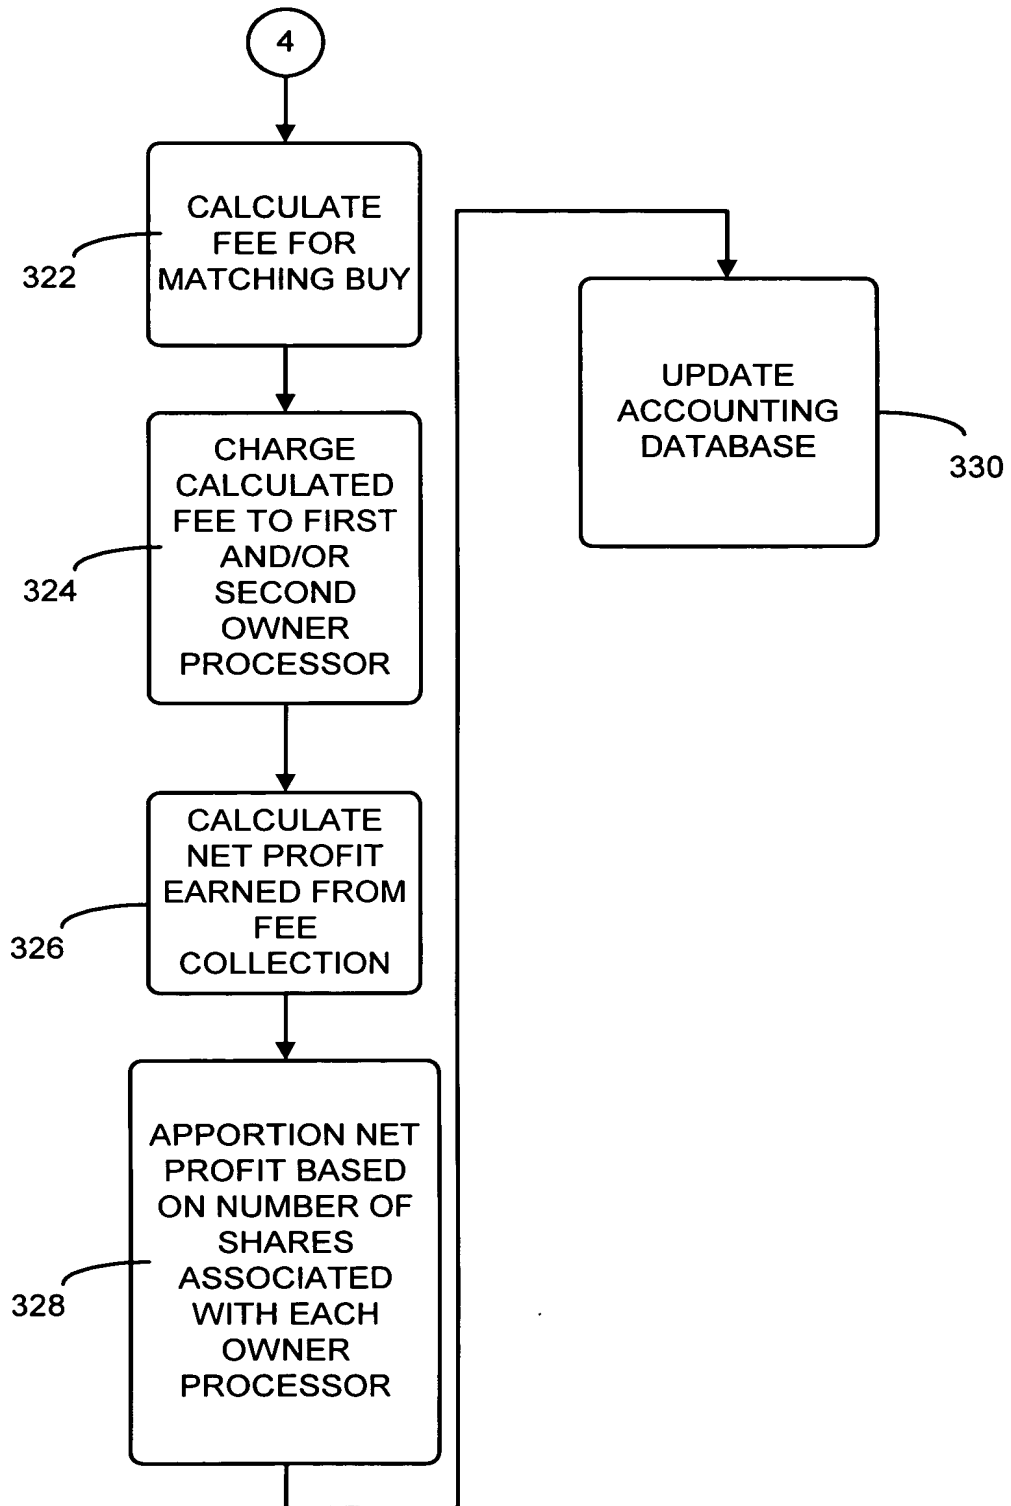 4
CALCULATE
FEE FOR
MATCHING BUY
322
CHARGE
CALCULATED
FEE TO FIRST
AND/OR
SECOND
OWNER
PROCESSOR
324
CALCULATE
NET PROFIT
EARNED FROM
FEE
COLLECTION
326
APPORTION NET
PROFIT BASED
ON NUMBER OF
SHARES
ASSOCIATED
WITH EACH
OWNER
PROCESSOR
328
UPDATE
ACCOUNTING
DATABASE
330